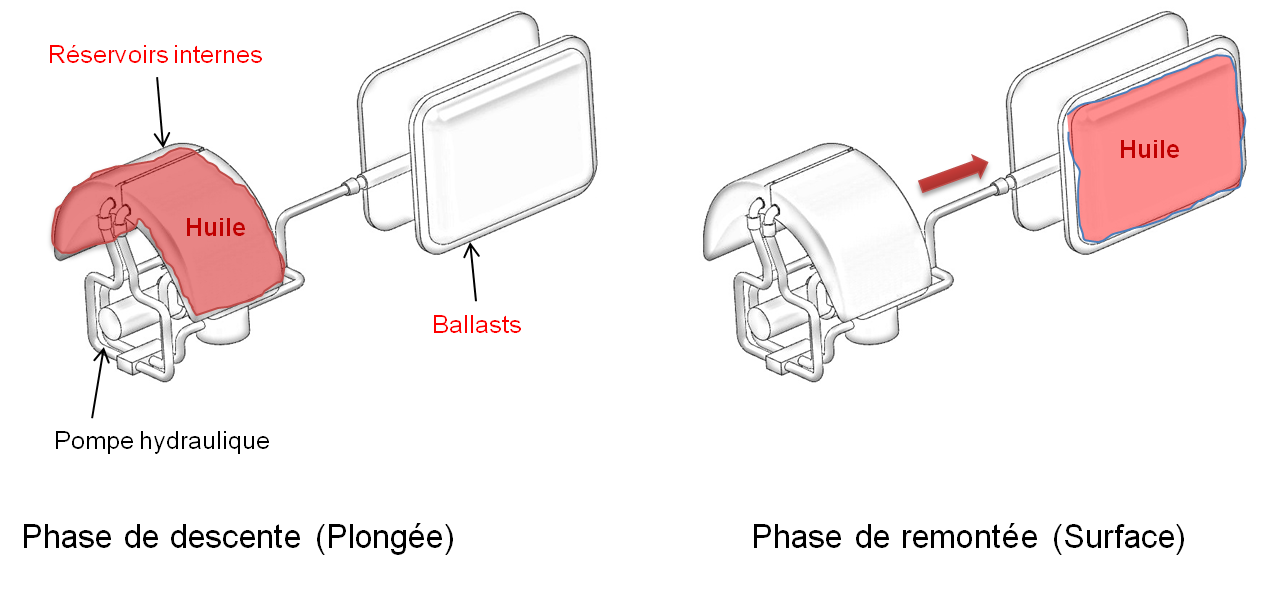 Réservoirs internes
Huile
Ballasts
Pompe hydraulique
Phase de descente (Plongée)
Huile
Phase de remontée (Surface)